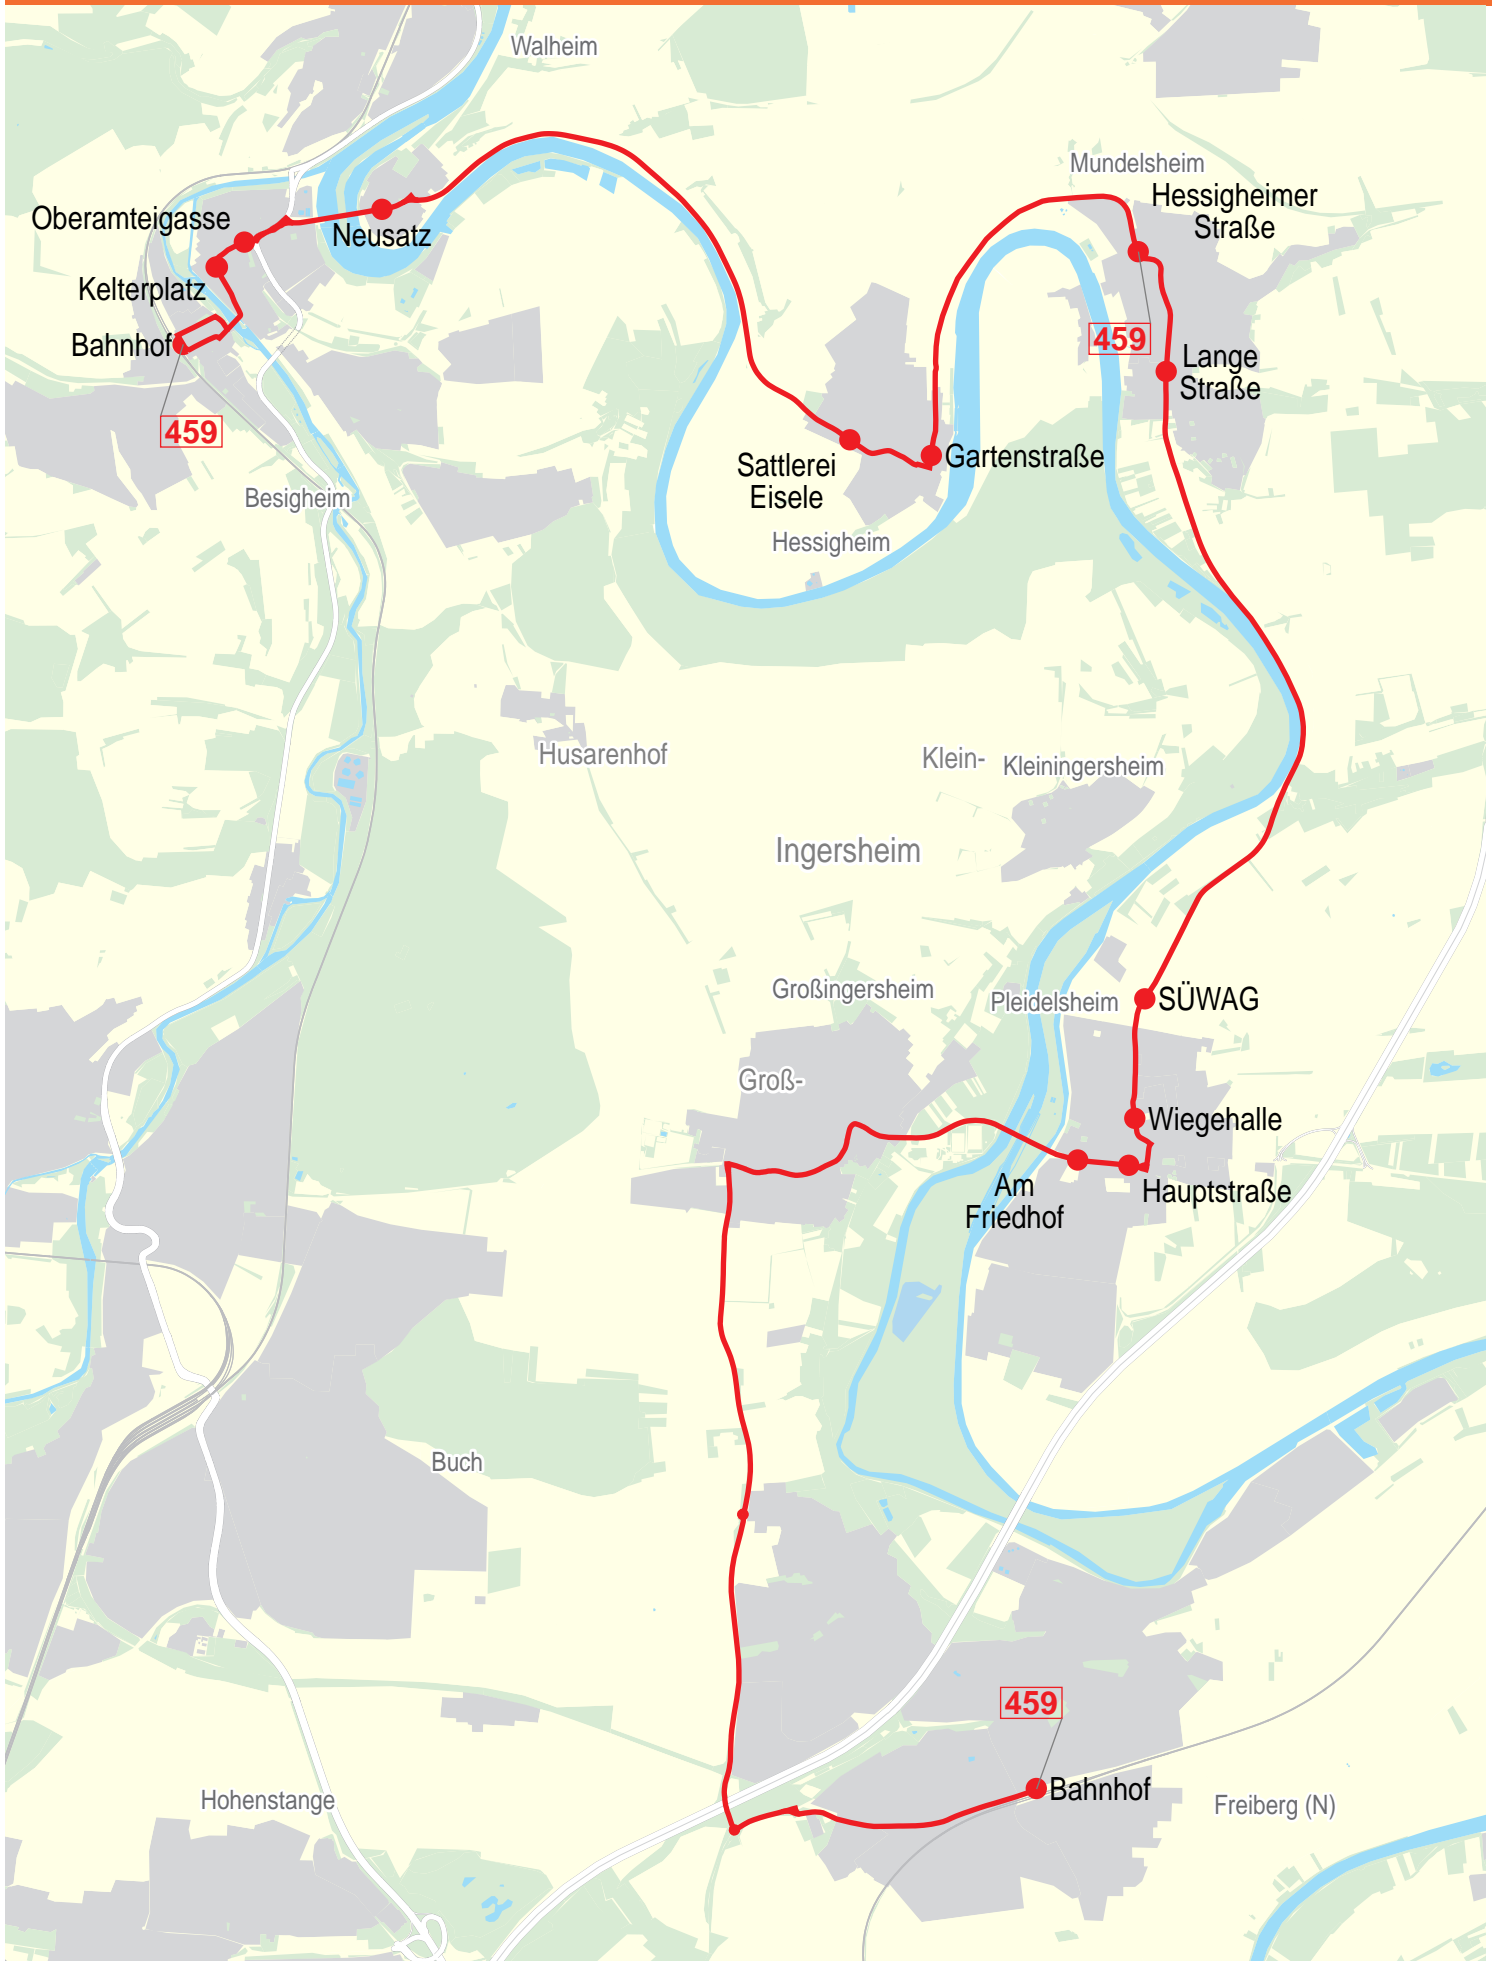 Walheim
Mundelsheim
Hessigheimer
Straße
Oberamteigasse
Neusatz
Kelterplatz
Bahnhof
459
Lange
Straße
459
Sattlerei
Eisele
Gartenstraße
Besigheim
Hessigheim
Husarenhof
Klein-
Kleiningersheim
Ingersheim
Großingersheim
Pleidelsheim
SÜWAG
Groß-
Wiegehalle
Am
Friedhof
Hauptstraße
Buch
459
Bahnhof
Hohenstange
Freiberg (N)